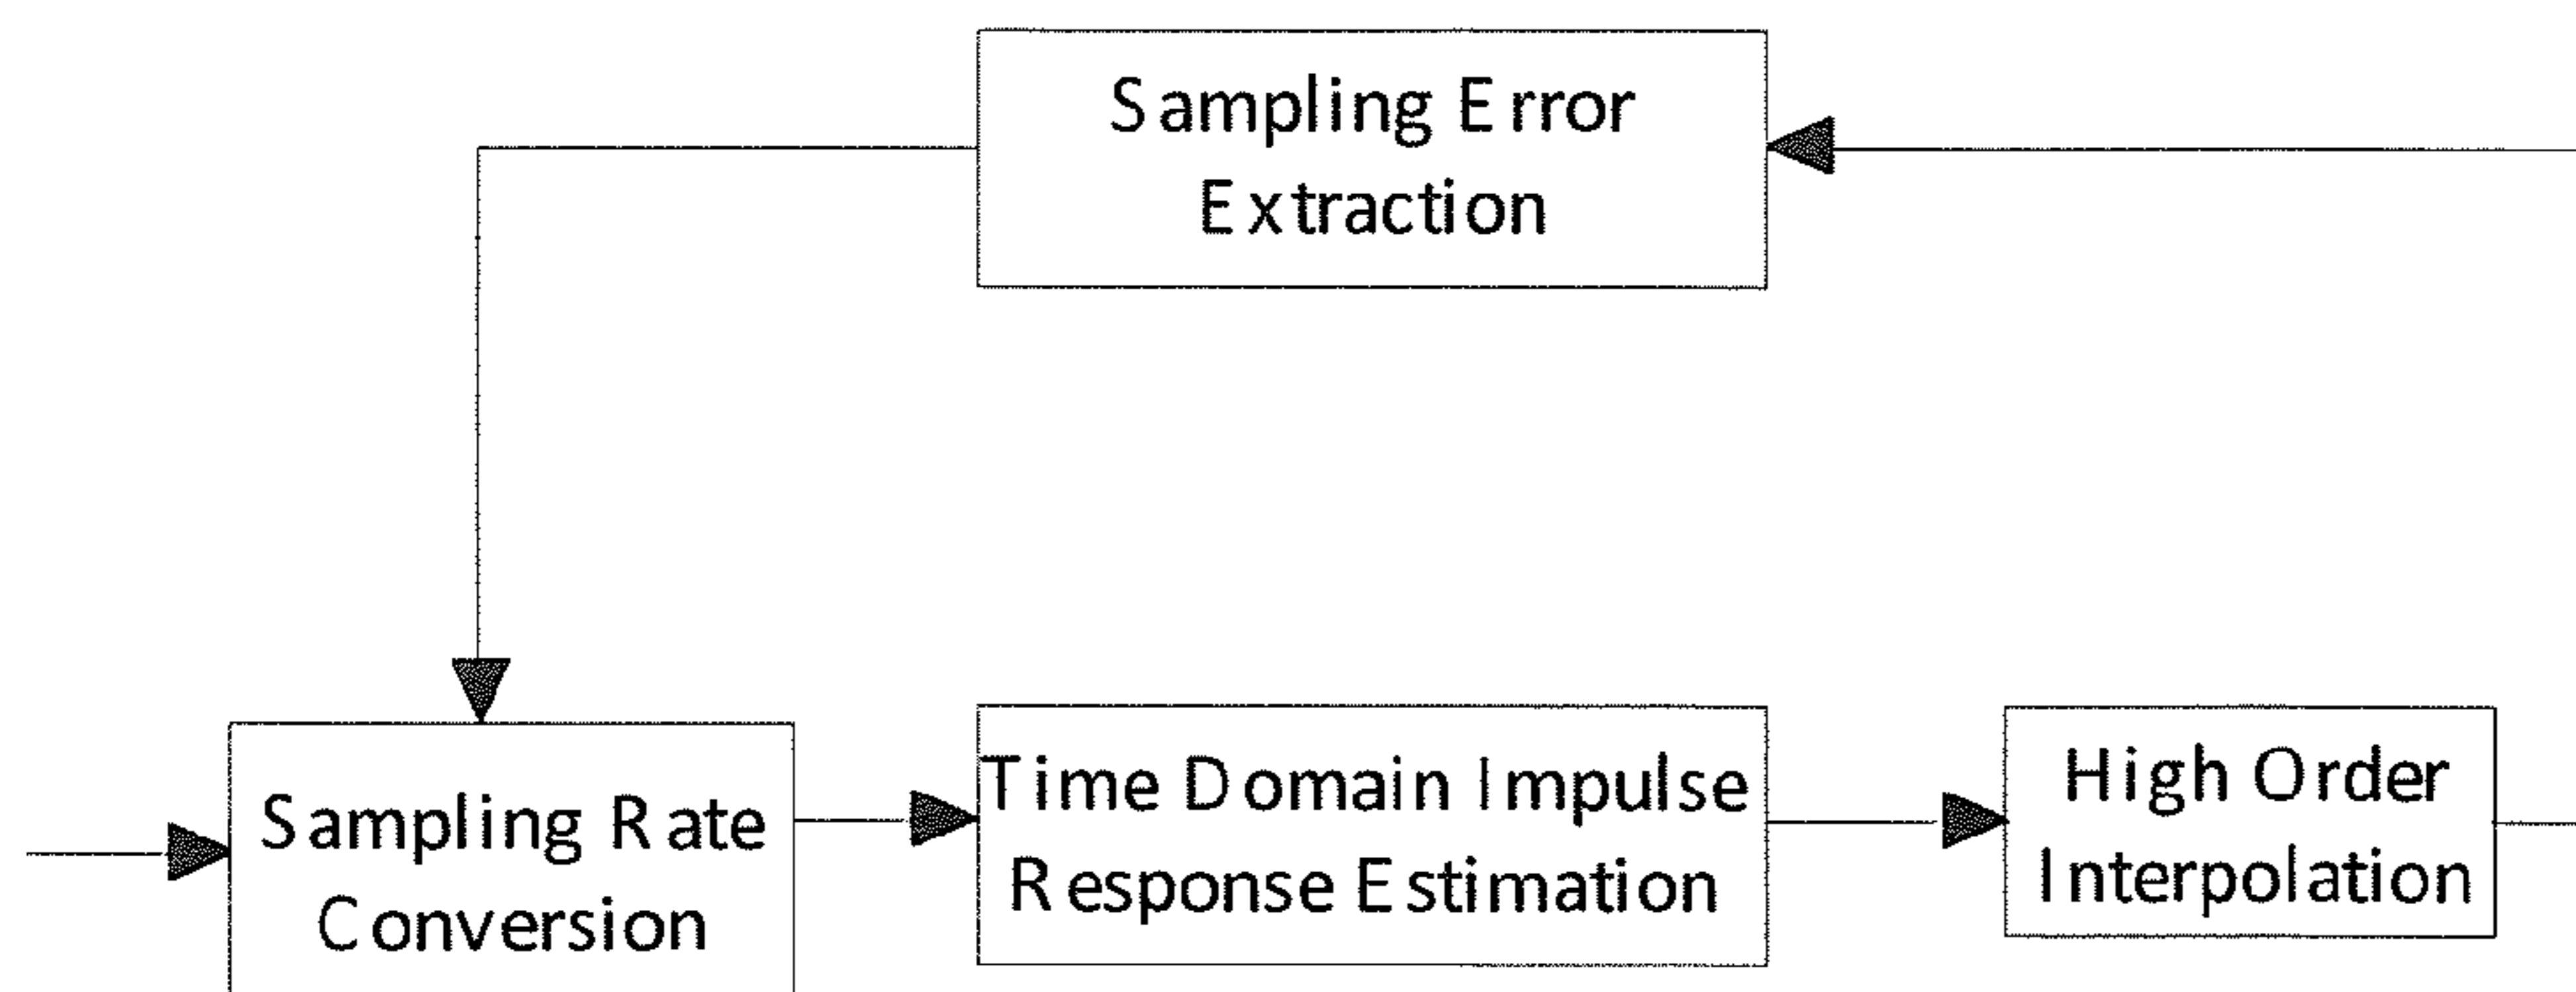 Sampling Error
Extraction
Sampling Rate
Conversion
Time Domain Impulse
Response Estimation
High Order
Interpolation